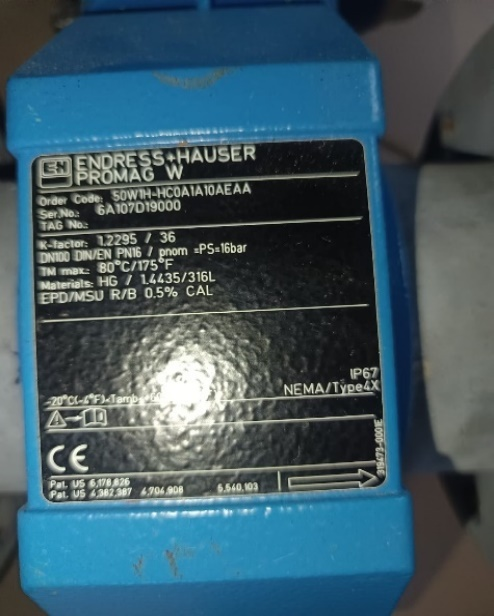 E+H ENDRESS+HAUSER
PROMAG W
Order Code: 50W1H-HC0A1A10AEAA
Ser.No.: 6A107D19000
TAG No.:
K-factor: 1.2295 / 36
DN100 DIN/EN PN16 / pnom =PS=16bar
TM max.: 80°C/175°F
Materials: HG / 1.4435/316L
EPD/MSU R/B 0.5% CAL
IP67
NEMA/Type4X
-20°C(-4°F)<Tamb<
CE
Pat. US 6,178,826
Pat. US 4,382,387 4,704,908 5,540,103
319473-0001E